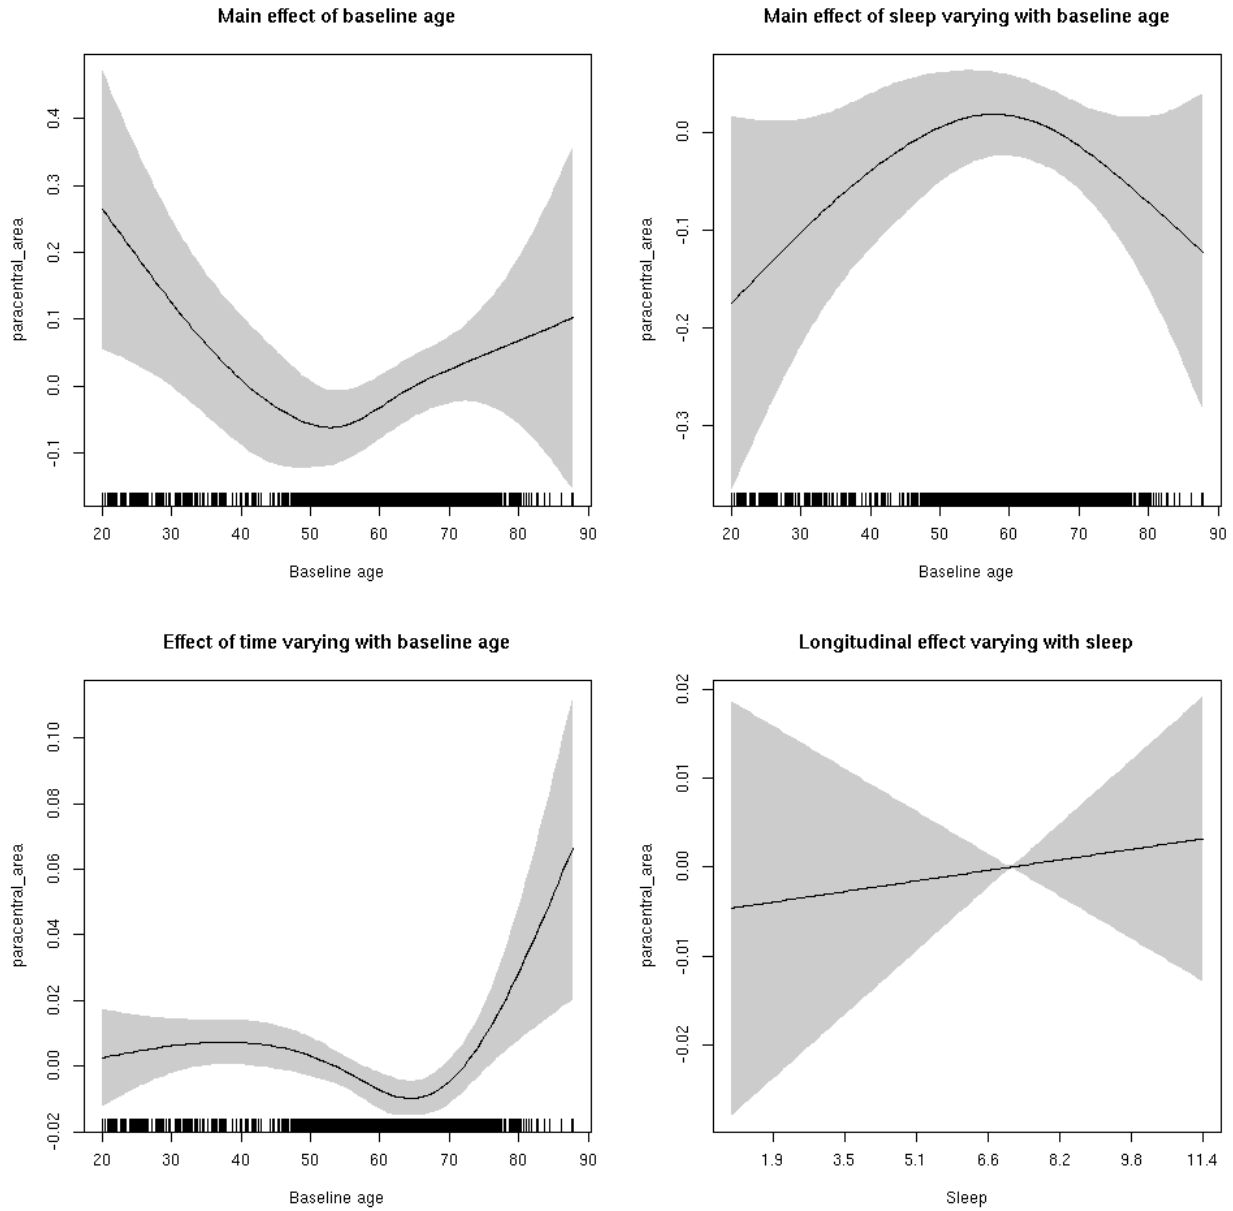 Main effect of baseline age
paracentral_area
0.4
0.3
0.2
0.1
0.0
-0.1
20 30 40 50 60 70 80 90
Baseline age
Main effect of sleep varying with baseline age
paracentral_area
0.0
-0.1
-0.2
-0.3
20 30 40 50 60 70 80 90
Baseline age
Effect of time varying with baseline age
paracentral_area
0.10
0.08
0.06
0.04
0.02
0.00
-0.02
20 30 40 50 60 70 80 90
Baseline age
Longitudinal effect varying with sleep
paracentral_area
0.02
0.01
0.00
-0.01
-0.02
1.9 3.5 5.1 6.6 8.2 9.8 11.4
Sleep